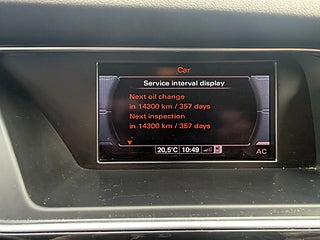 Car
Service interval display
Next oil change
in 14300 km / 357 days
Next inspection
in 14300 km / 357 days
20,5°C 10:49
AC